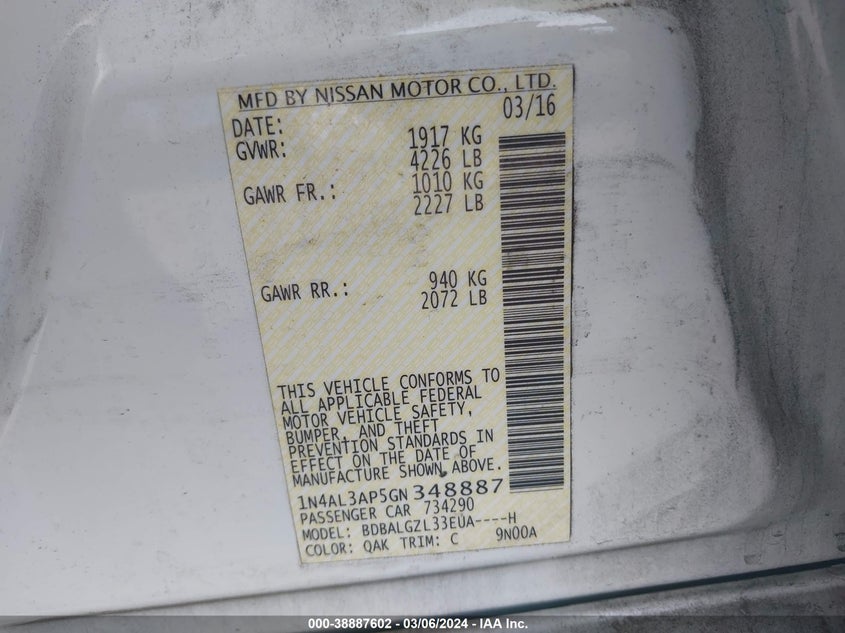 MFD BY NISSAN MOTOR CO., LTD.
DATE: 03/16
GVWR: 1917 KG
4226 LB
GAWR FR.: 1010 KG
2227 LB
GAWR RR.: 940 KG
2072 LB
THIS VEHICLE CONFORMS TO
ALL APPLICABLE FEDERAL
MOTOR VEHICLE SAFETY,
BUMPER, AND THEFT
PREVENTION STANDARDS IN
EFFECT ON THE DATE OF
MANUFACTURE SHOWN ABOVE.
1N4AL3AP5GN348887
PASSENGER CAR 734290
MODEL: BDBALGZL33EUA----H
COLOR: QAK TRIM: C 9N00A
000-38887602 - 03/06/2024 - IAA Inc.